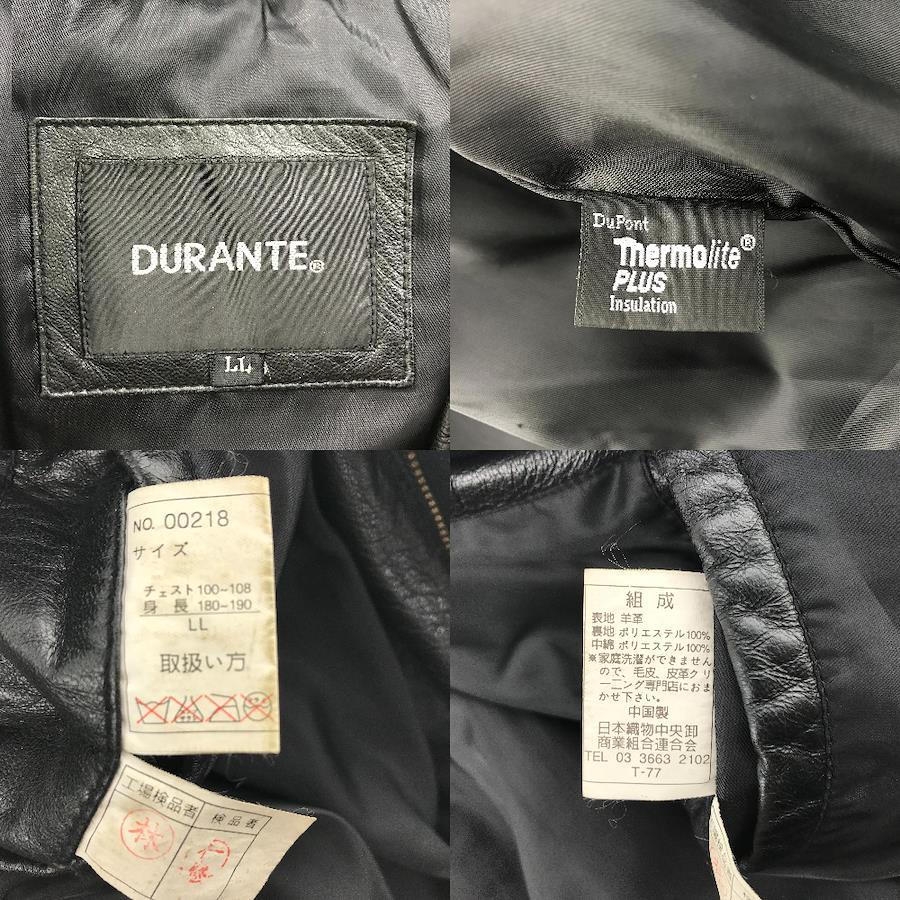 DURANTE®
LL
DuPont
Thermolite®
PLUS
Insulation
NO. 00218
サイズ
チェスト100~108
身長 180~190
LL
取扱い方
工場検品者
検品者
林
組成
表地 羊革
裏地 ポリエステル100%
中綿 ポリエステル100%
※家庭洗濯ができません
ので、毛皮、皮革クリ
ーニング専門店におま
かせ下さい。
中国製
日本織物中央卸
商業組合連合会
TEL 03 3663 2102
T-77